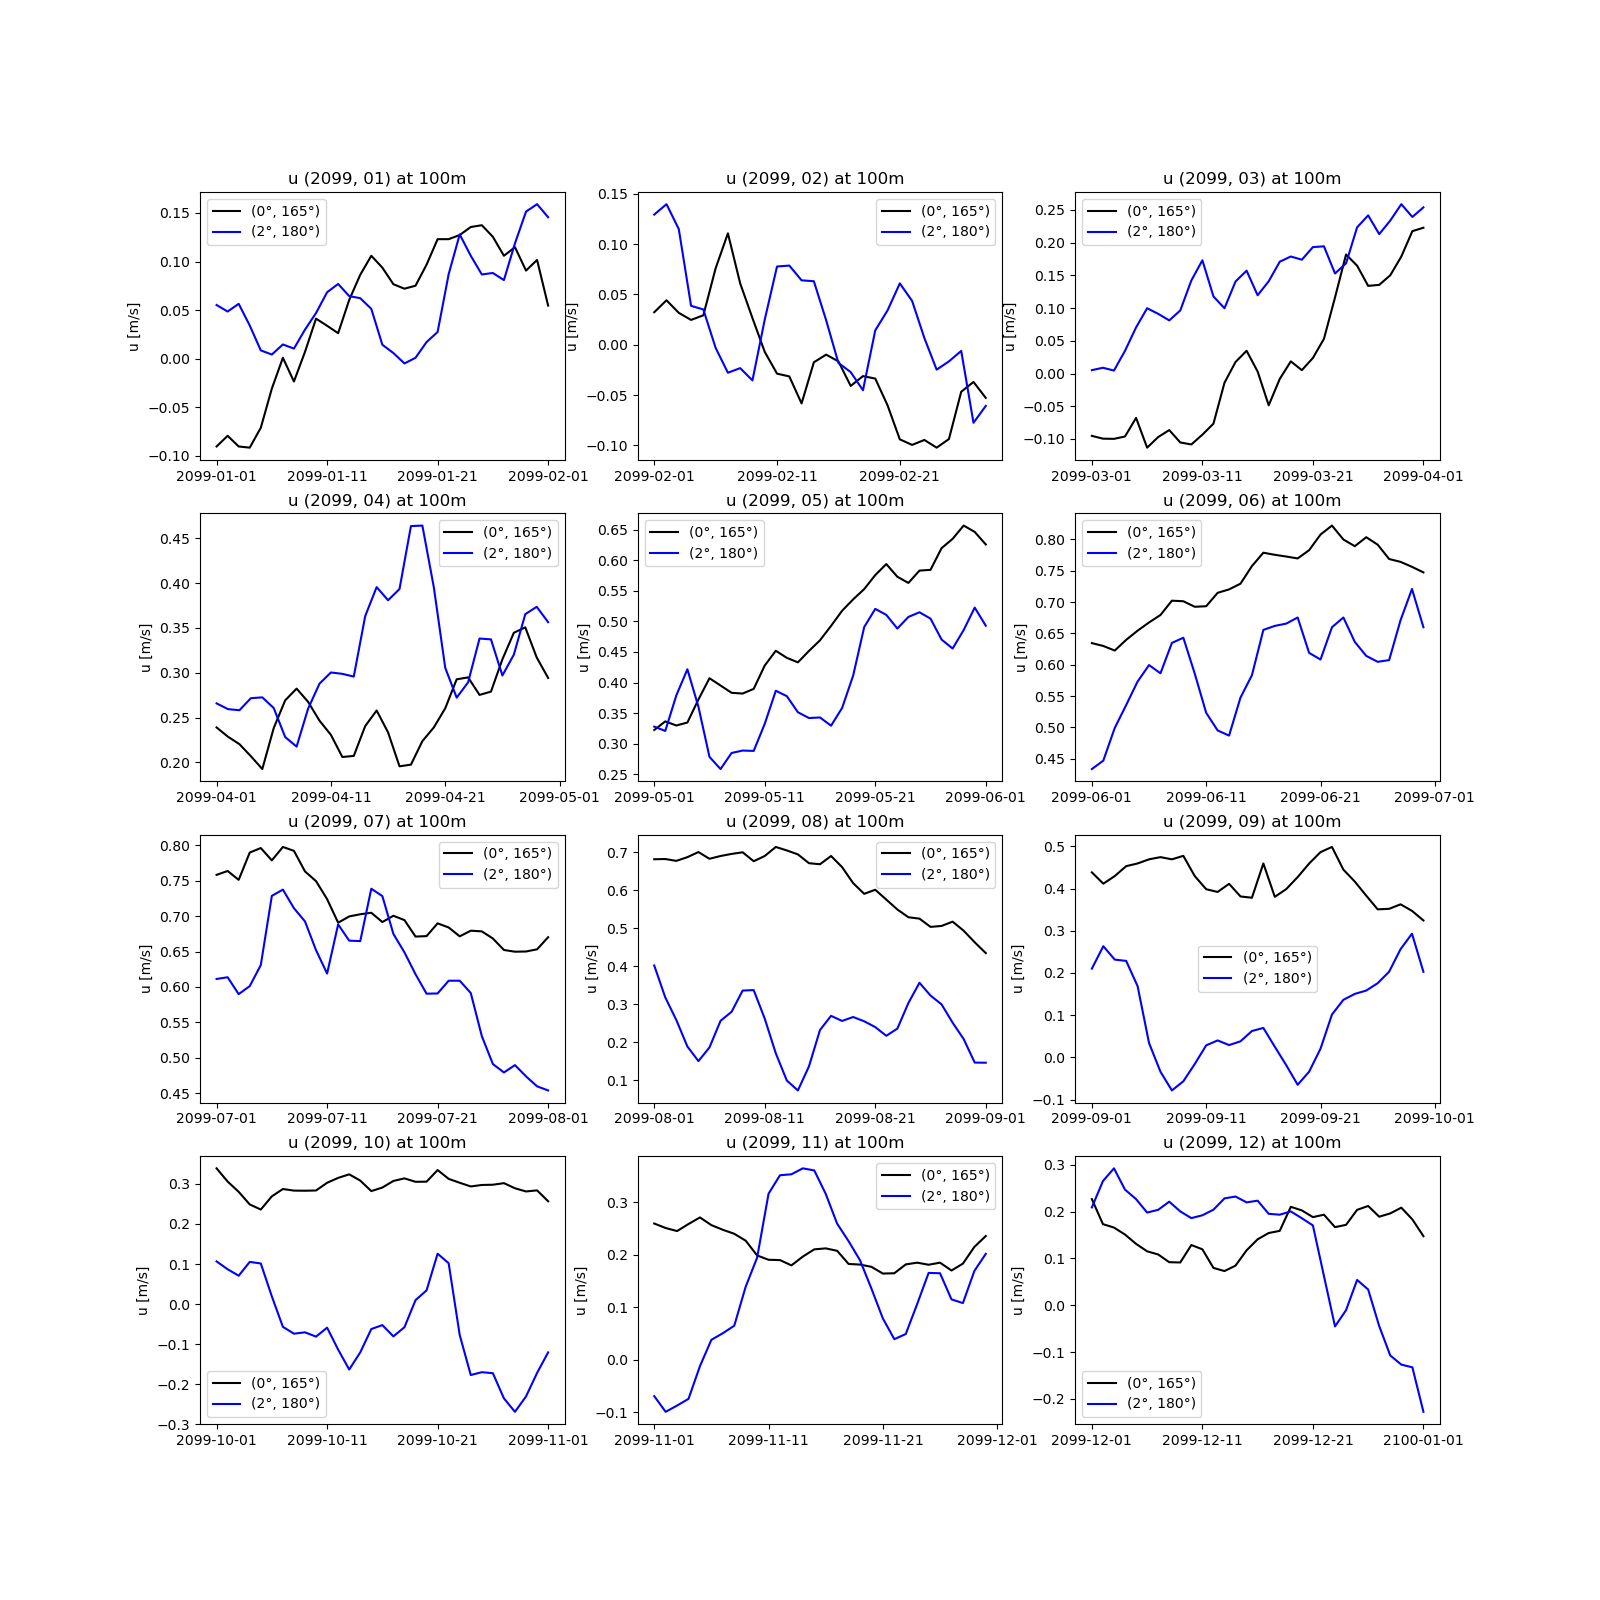 u (2099, 01) at 100m
u [m/s]
0.15
0.10
0.05
0.00
−0.05
−0.10
(0°, 165°)
(2°, 180°)
2099-01-01 2099-01-11 2099-01-21 2099-02-01
u (2099, 02) at 100m
u [m/s]
0.15
0.10
0.05
0.00
−0.05
−0.10
(0°, 165°)
(2°, 180°)
2099-02-01 2099-02-11 2099-02-21
u (2099, 03) at 100m
u [m/s]
0.25
0.20
0.15
0.10
0.05
0.00
−0.05
−0.10
(0°, 165°)
(2°, 180°)
2099-03-01 2099-03-11 2099-03-21 2099-04-01
u (2099, 04) at 100m
u [m/s]
0.45
0.40
0.35
0.30
0.25
0.20
(0°, 165°)
(2°, 180°)
2099-04-01 2099-04-11 2099-04-21 2099-05-01
u (2099, 05) at 100m
u [m/s]
0.65
0.60
0.55
0.50
0.45
0.40
0.35
0.30
0.25
(0°, 165°)
(2°, 180°)
2099-05-01 2099-05-11 2099-05-21 2099-06-01
u (2099, 06) at 100m
u [m/s]
0.80
0.75
0.70
0.65
0.60
0.55
0.50
0.45
(0°, 165°)
(2°, 180°)
2099-06-01 2099-06-11 2099-06-21 2099-07-01
u (2099, 07) at 100m
u [m/s]
0.80
0.75
0.70
0.65
0.60
0.55
0.50
0.45
(0°, 165°)
(2°, 180°)
2099-07-01 2099-07-11 2099-07-21 2099-08-01
u (2099, 08) at 100m
u [m/s]
0.7
0.6
0.5
0.4
0.3
0.2
0.1
(0°, 165°)
(2°, 180°)
2099-08-01 2099-08-11 2099-08-21 2099-09-01
u (2099, 09) at 100m
u [m/s]
0.5
0.4
0.3
0.2
0.1
0.0
−0.1
(0°, 165°)
(2°, 180°)
2099-09-01 2099-09-11 2099-09-21 2099-10-01
u (2099, 10) at 100m
u [m/s]
0.3
0.2
0.1
0.0
−0.1
−0.2
−0.3
(0°, 165°)
(2°, 180°)
2099-10-01 2099-10-11 2099-10-21 2099-11-01
u (2099, 11) at 100m
u [m/s]
0.3
0.2
0.1
0.0
−0.1
(0°, 165°)
(2°, 180°)
2099-11-01 2099-11-11 2099-11-21 2099-12-01
u (2099, 12) at 100m
u [m/s]
0.3
0.2
0.1
0.0
−0.1
−0.2
(0°, 165°)
(2°, 180°)
2099-12-01 2099-12-11 2099-12-21 2100-01-01